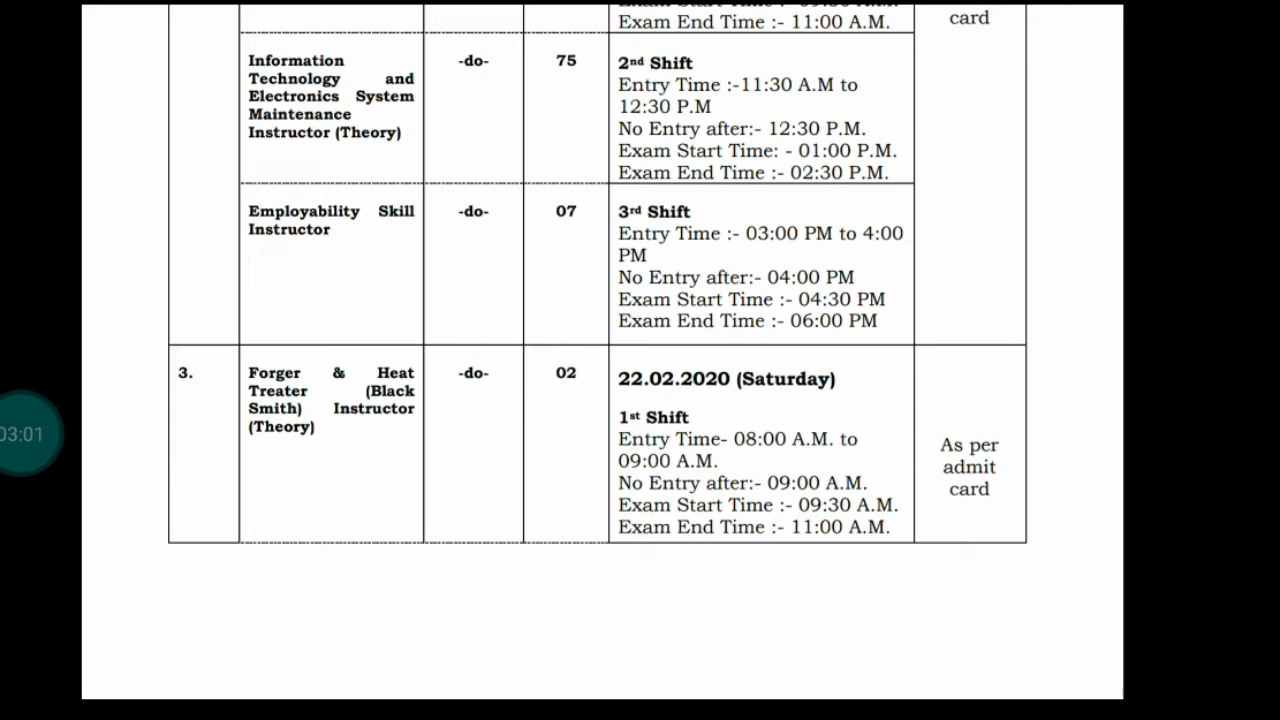 Exam End Time :- 11:00 A.M.
card
Information
Technology and
Electronics System
Maintenance
Instructor (Theory)
-do-
75
2nd Shift
Entry Time :-11:30 A.M to
12:30 P.M
No Entry after:- 12:30 P.M.
Exam Start Time: - 01:00 P.M.
Exam End Time :- 02:30 P.M.
Employability Skill
Instructor
-do-
07
3rd Shift
Entry Time :- 03:00 PM to 4:00
PM
No Entry after:- 04:00 PM
Exam Start Time :- 04:30 PM
Exam End Time :- 06:00 PM
3.
Forger & Heat
Treater (Black
Smith) Instructor
(Theory)
-do-
02
22.02.2020 (Saturday)
1st Shift
Entry Time- 08:00 A.M. to
09:00 A.M.
No Entry after:- 09:00 A.M.
Exam Start Time :- 09:30 A.M.
Exam End Time :- 11:00 A.M.
As per
admit
card
03:01